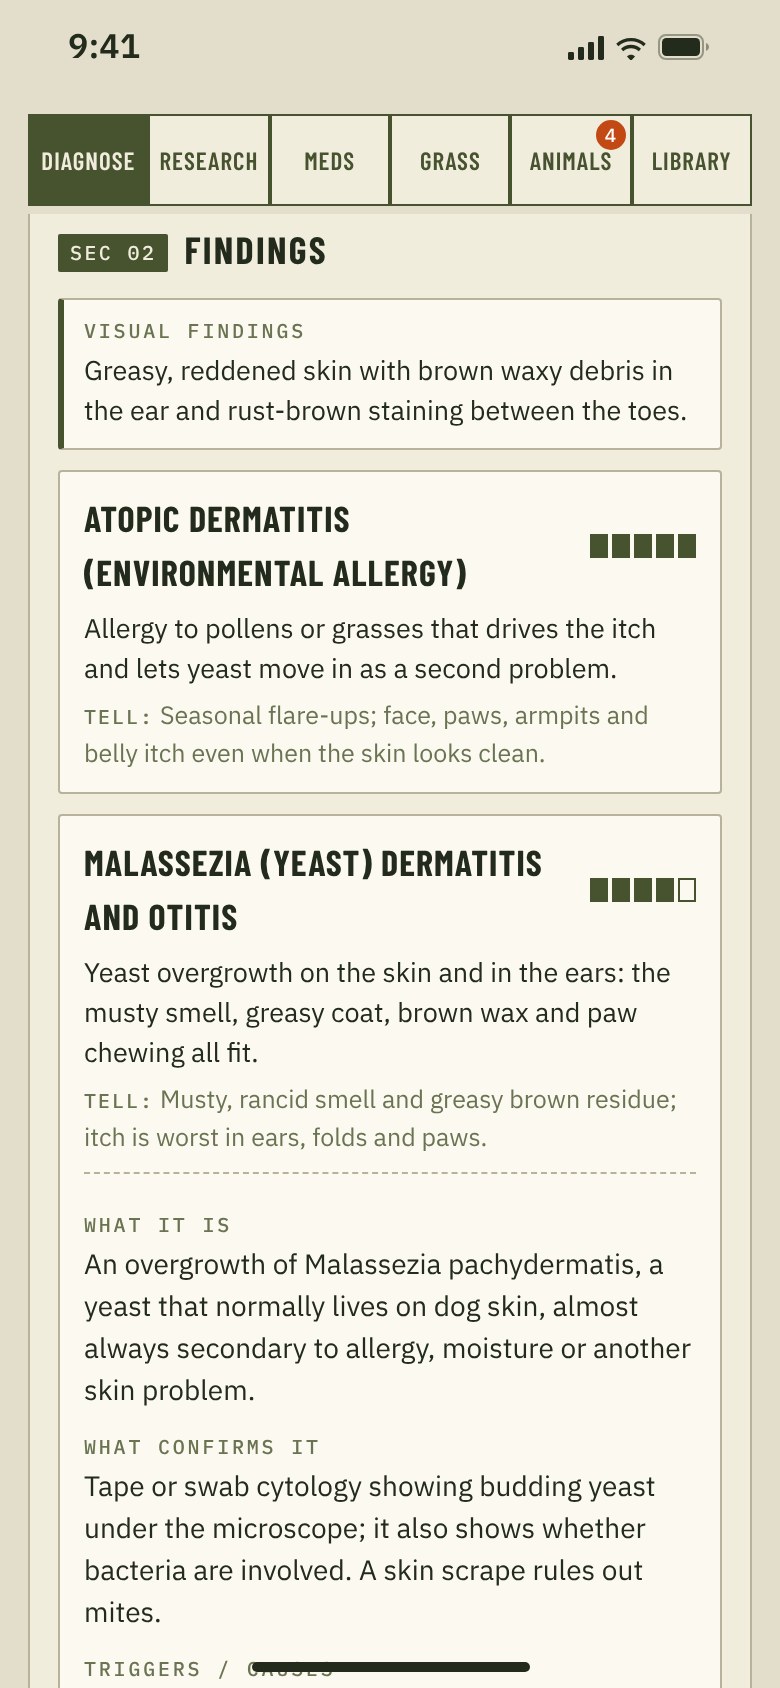 9:41
DIAGNOSE
RESEARCH
MEDS
GRASS
ANIMALS
4
LIBRARY
SEC 02
FINDINGS
VISUAL FINDINGS
Greasy, reddened skin with brown waxy debris in
the ear and rust-brown staining between the toes.
ATOPIC DERMATITIS
(ENVIRONMENTAL ALLERGY)
Allergy to pollens or grasses that drives the itch
and lets yeast move in as a second problem.
TELL: Seasonal flare-ups; face, paws, armpits and
belly itch even when the skin looks clean.
MALASSEZIA (YEAST) DERMATITIS
AND OTITIS
Yeast overgrowth on the skin and in the ears: the
musty smell, greasy coat, brown wax and paw
chewing all fit.
TELL: Musty, rancid smell and greasy brown residue;
itch is worst in ears, folds and paws.
WHAT IT IS
An overgrowth of Malassezia pachydermatis, a
yeast that normally lives on dog skin, almost
always secondary to allergy, moisture or another
skin problem.
WHAT CONFIRMS IT
Tape or swab cytology showing budding yeast
under the microscope; it also shows whether
bacteria are involved. A skin scrape rules out
mites.
TRIGGERS / CAUSES